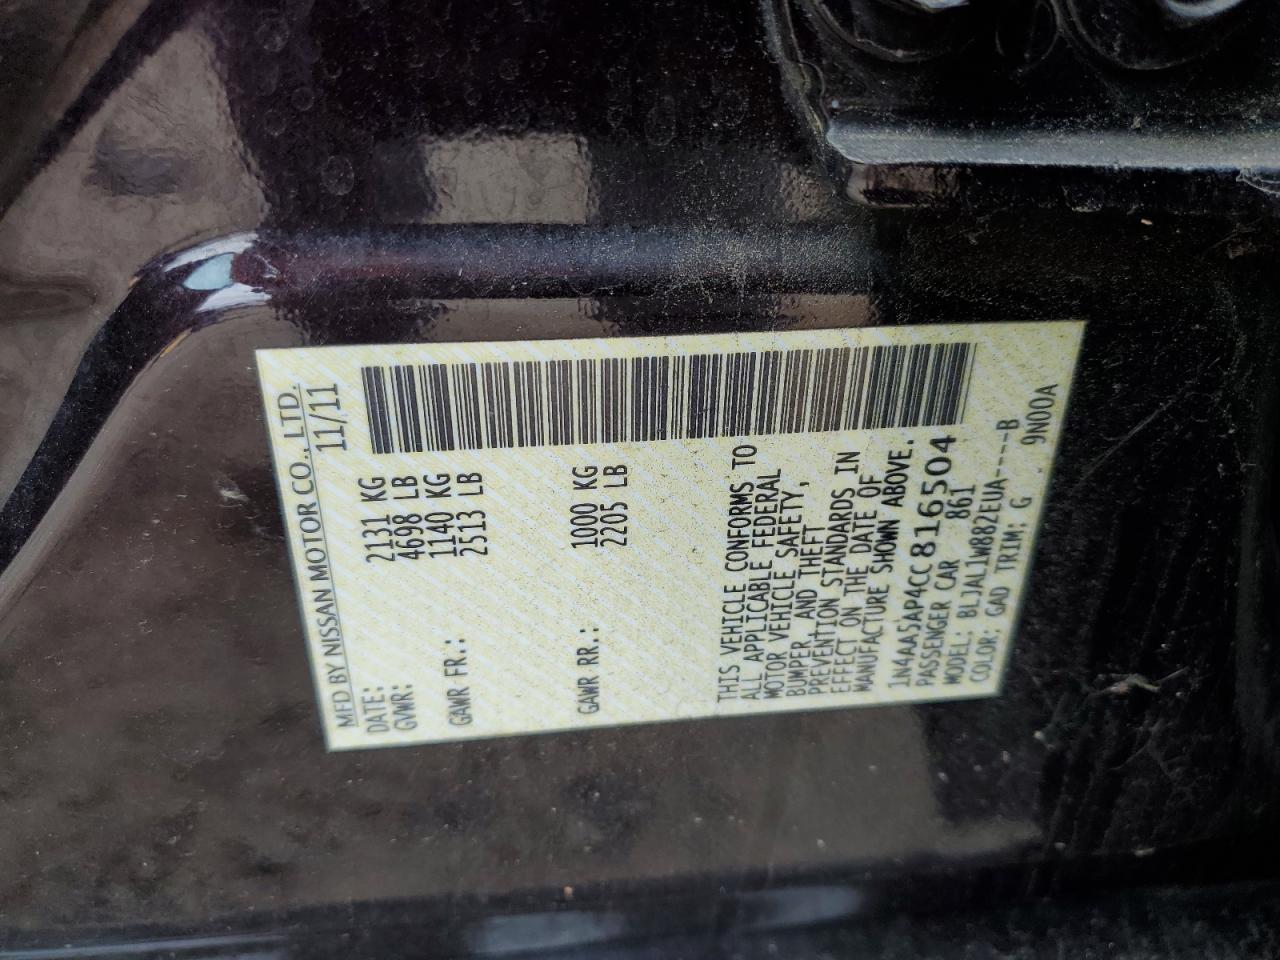 MFD BY NISSAN MOTOR CO., LTD.
DATE: 11/11
GVWR: 2131 KG
4698 LB
GAWR FR.: 1140 KG
2513 LB
GAWR RR.: 1000 KG
2205 LB
THIS VEHICLE CONFORMS TO
ALL APPLICABLE FEDERAL
MOTOR VEHICLE SAFETY,
BUMPER, AND THEFT
PREVENTION STANDARDS IN
EFFECT ON THE DATE OF
MANUFACTURE SHOWN ABOVE.
1N4AA5AP4CC816504
PASSENGER CAR 861
MODEL: BLJAL1W882EUA----B
COLOR; GAD TRIM; G 9N00A